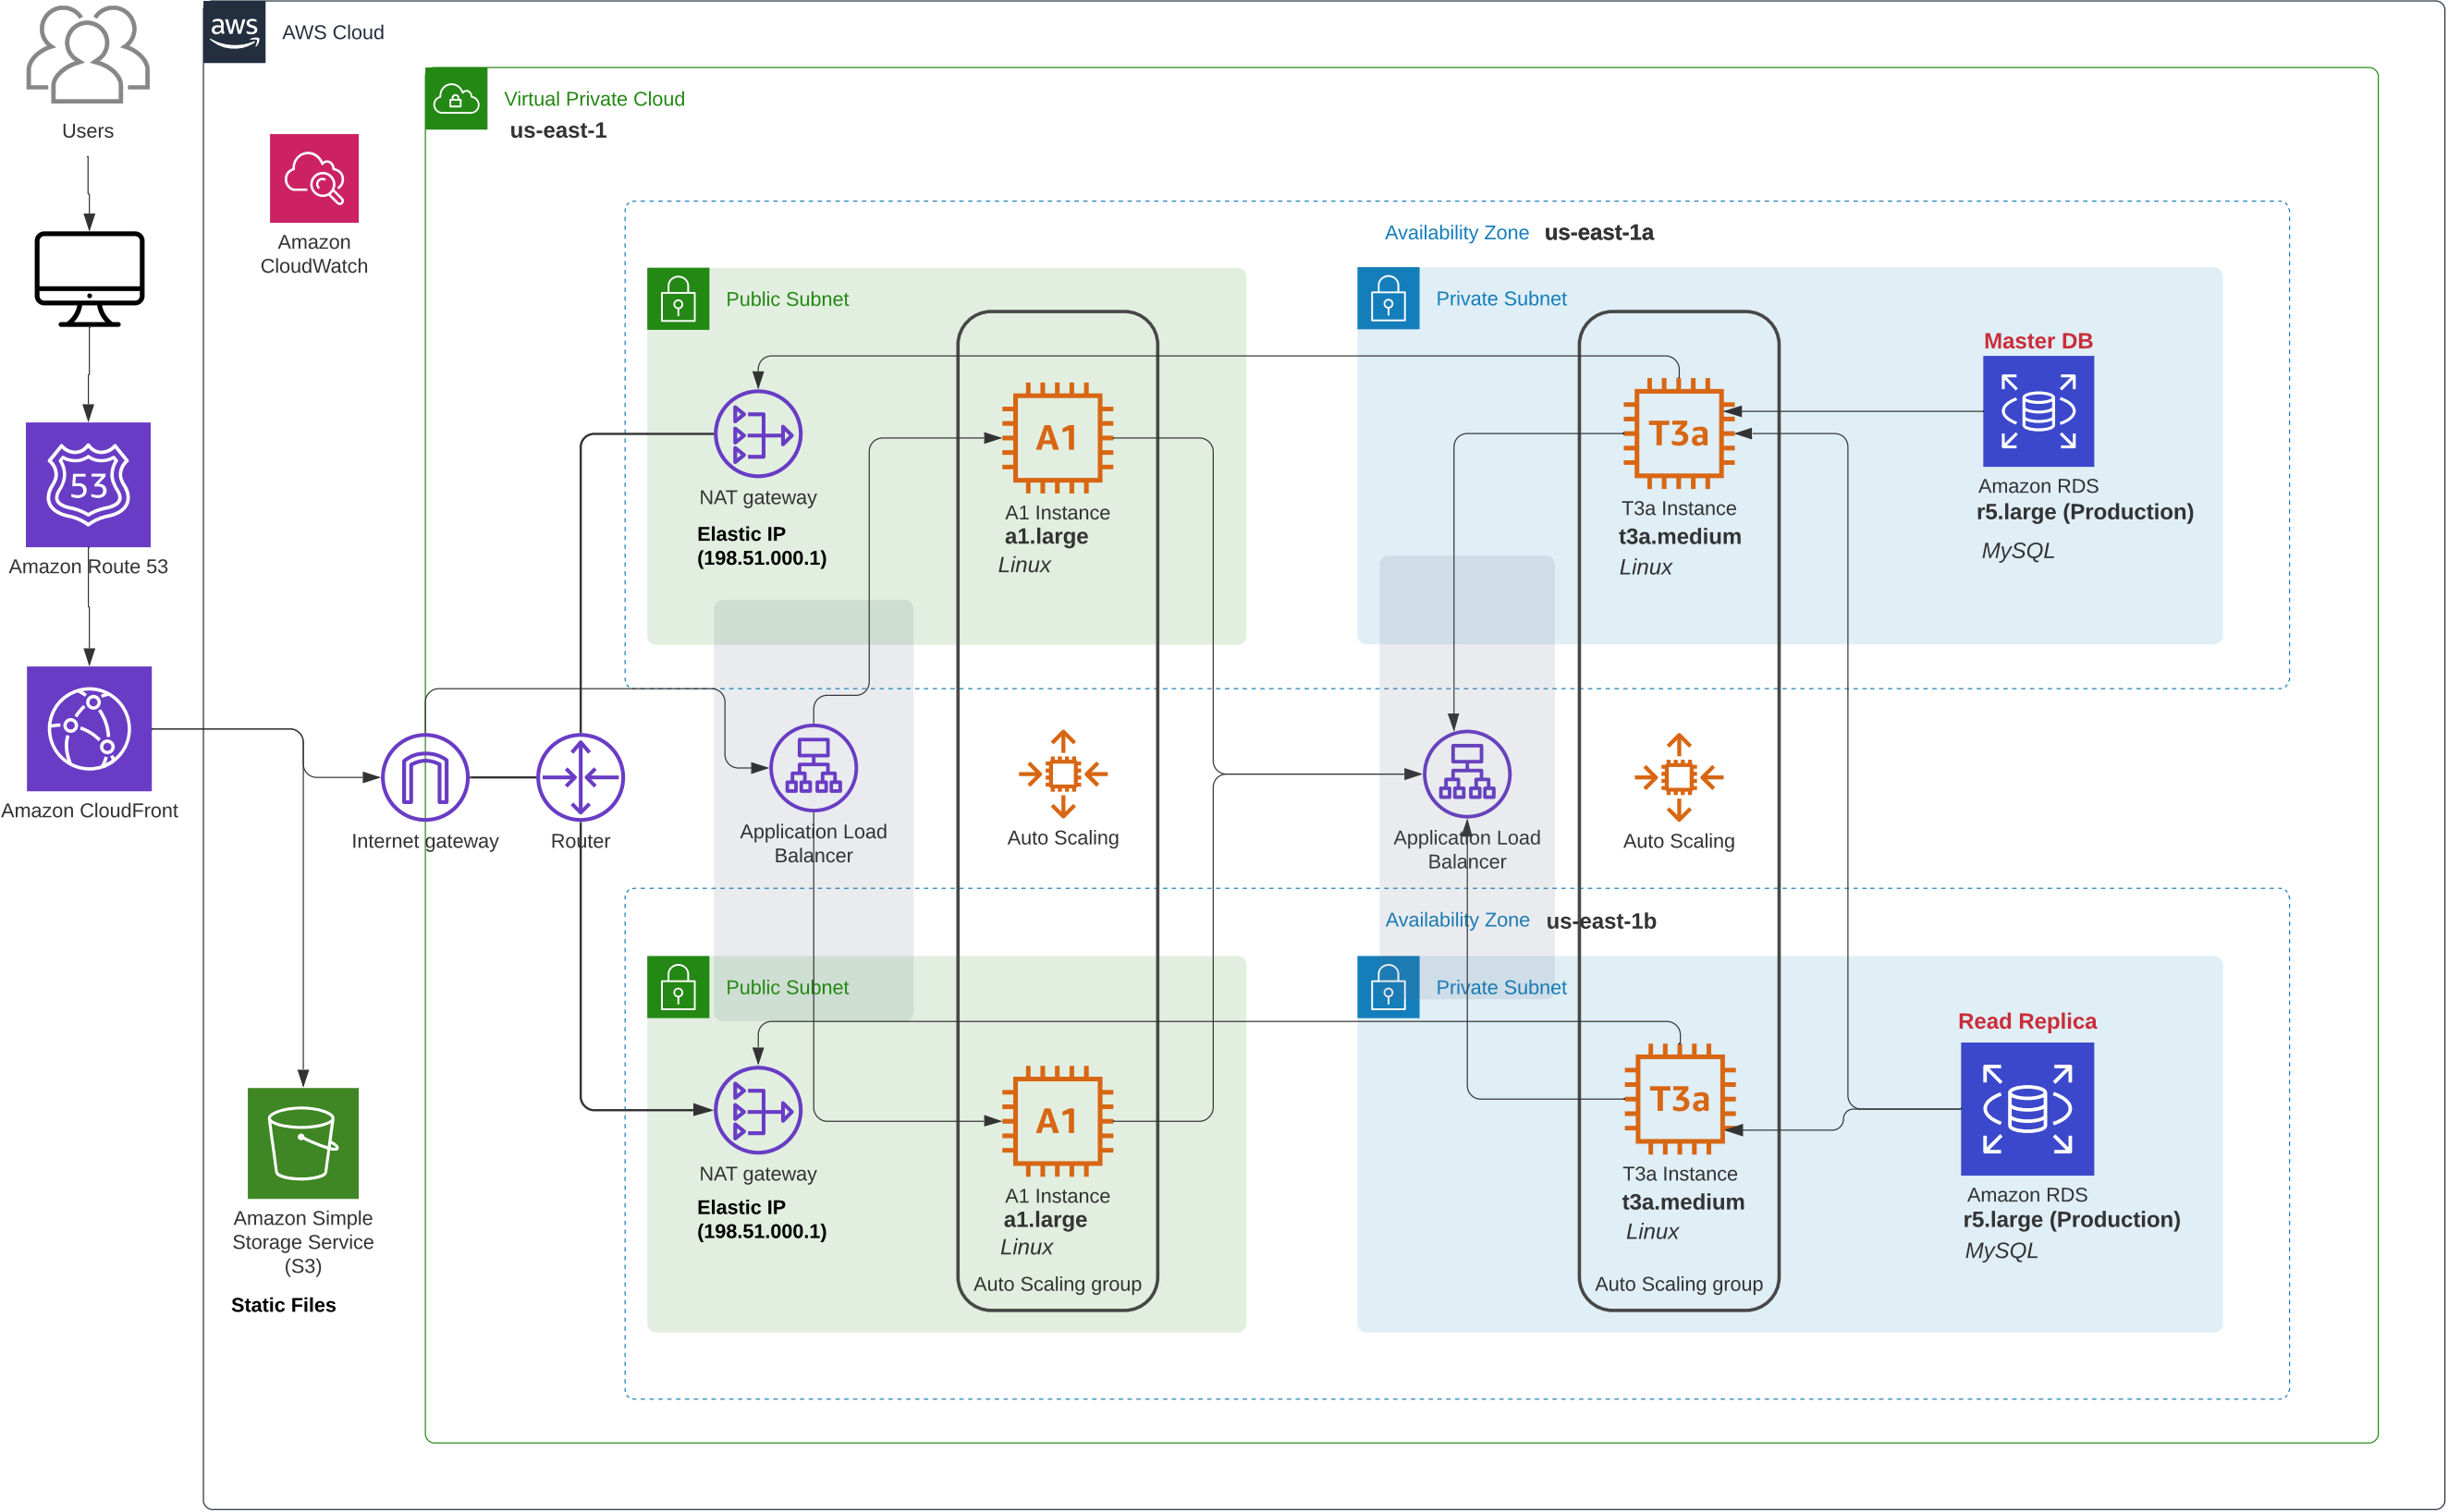 aws
AWS Cloud
Users
Virtual Private Cloud
us-east-1
Amazon
CloudWatch
Availability Zone us-east-1a
Public Subnet
Private Subnet
Master DB
A1
T3a
53
NAT gateway
Elastic IP
(198.51.000.1)
A1 Instance
a1.large
Linux
T3a Instance
t3a.medium
Linux
Amazon RDS
r5.large (Production)
MySQL
Amazon Route 53
Amazon CloudFront
Internet gateway
Router
Application Load
Balancer
Auto Scaling
Application Load
Balancer
Auto Scaling
Availability Zone us-east-1b
Public Subnet
Private Subnet
Read Replica
A1
T3a
NAT gateway
Elastic IP
(198.51.000.1)
A1 Instance
a1.large
Linux
Auto Scaling group
T3a Instance
t3a.medium
Linux
Auto Scaling group
Amazon RDS
r5.large (Production)
MySQL
Amazon Simple
Storage Service
(S3)
Static Files